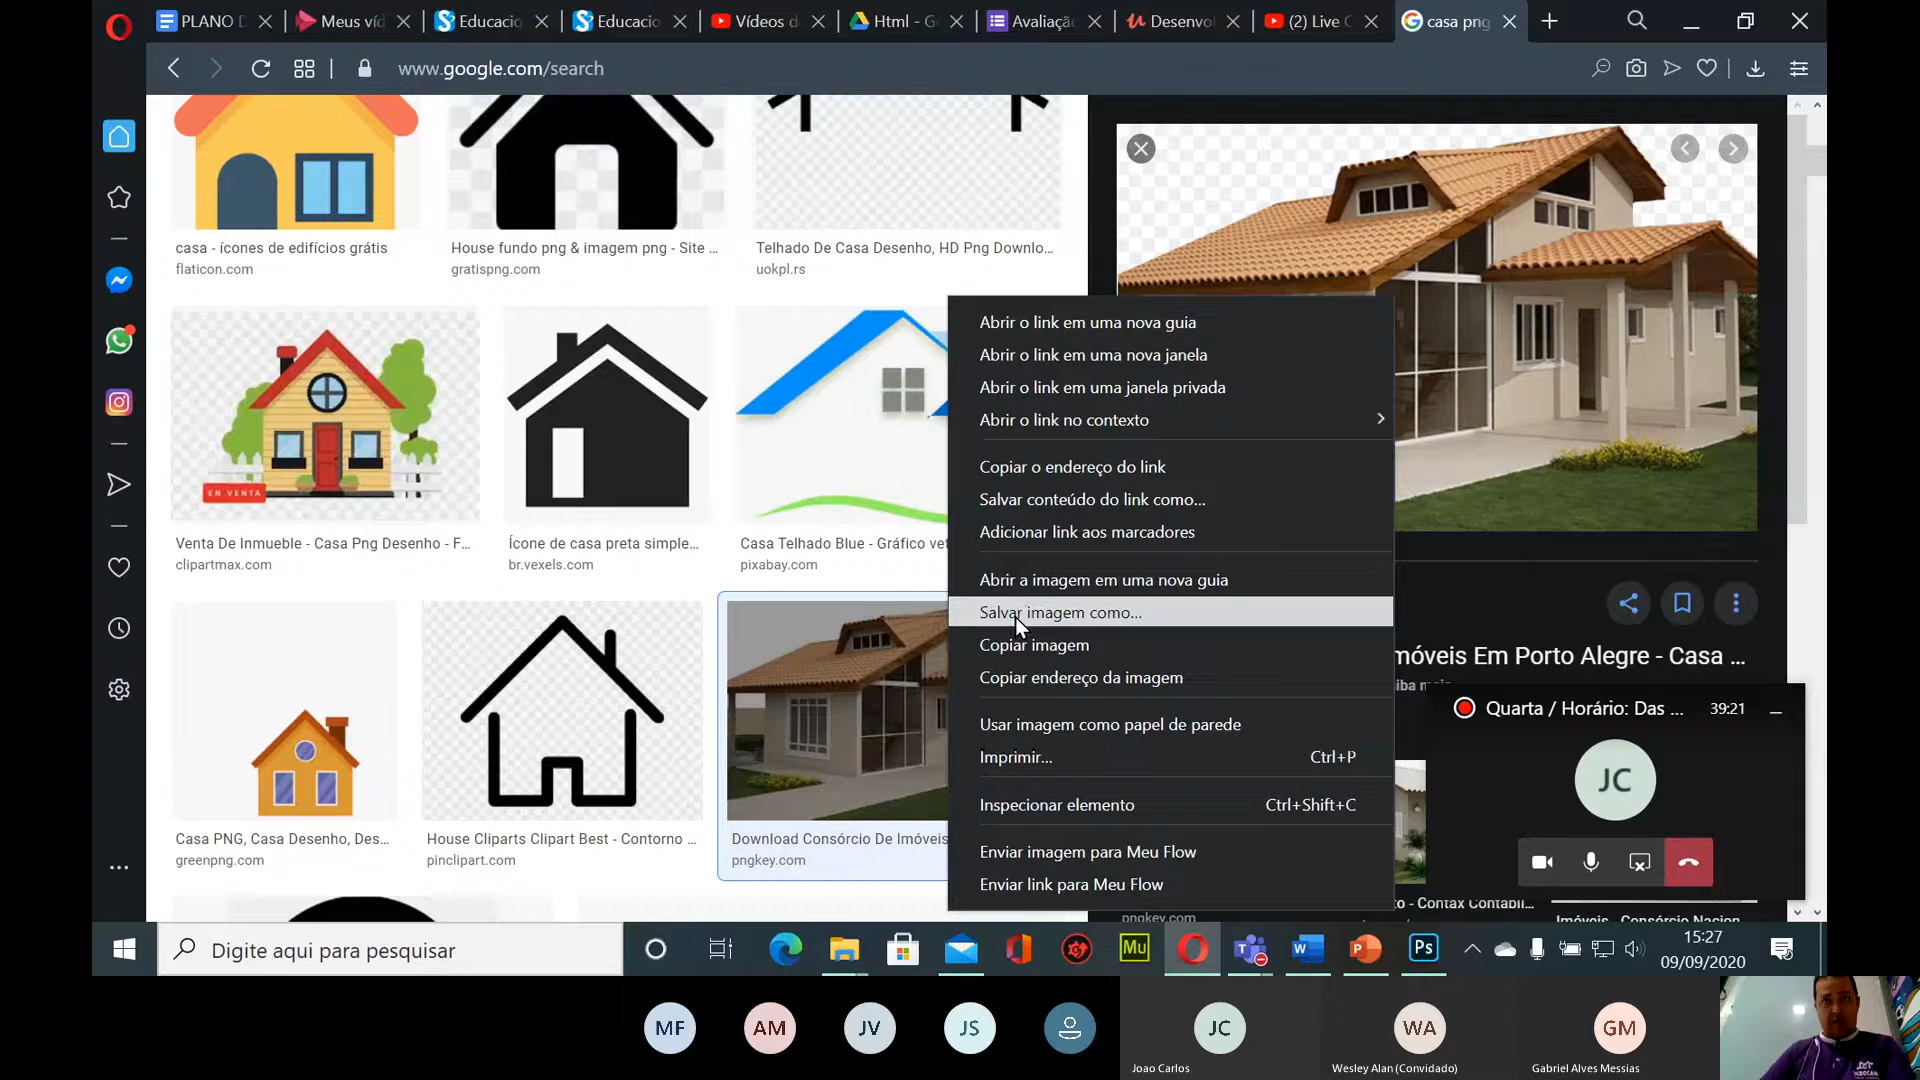 PLANO D
Meus víd
Educacio
Educacio
Vídeos d
Html - G
Avaliação
Desenvol
(2) Live C
casa png
www.google.com/search
casa - ícones de edifícios grátis
flaticon.com
House fundo png & imagem png - Site ...
gratispng.com
Telhado De Casa Desenho, HD Png Downlo...
uokpl.rs
EN VENTA
Venta De Inmueble - Casa Png Desenho - F...
clipartmax.com
Ícone de casa preta simple...
br.vexels.com
Casa Telhado Blue - Gráfico vet
pixabay.com
Casa PNG, Casa Desenho, Des...
greenpng.com
House Cliparts Clipart Best - Contorno ...
pinclipart.com
Download Consórcio De Imóveis
pngkey.com
Abrir o link em uma nova guia
Abrir o link em uma nova janela
Abrir o link em uma janela privada
Abrir o link no contexto
Copiar o endereço do link
Salvar conteúdo do link como...
Adicionar link aos marcadores
Abrir a imagem em uma nova guia
Salvar imagem como...
Copiar imagem
Copiar endereço da imagem
Usar imagem como papel de parede
Imprimir... Ctrl+P
Inspecionar elemento Ctrl+Shift+C
Enviar imagem para Meu Flow
Enviar link para Meu Flow
móveis Em Porto Alegre - Casa ...
iba mais
Quarta / Horário: Das ... 39:21
JC
pngkey.com
o - Contax Contábil...
Imóveis - Consórcio Nacion
Digite aqui para pesquisar
Mu
Ps
15:27
09/09/2020
MF
AM
JV
JS
JC
Joao Carlos
WA
Wesley Alan (Convidado)
GM
Gabriel Alves Messias